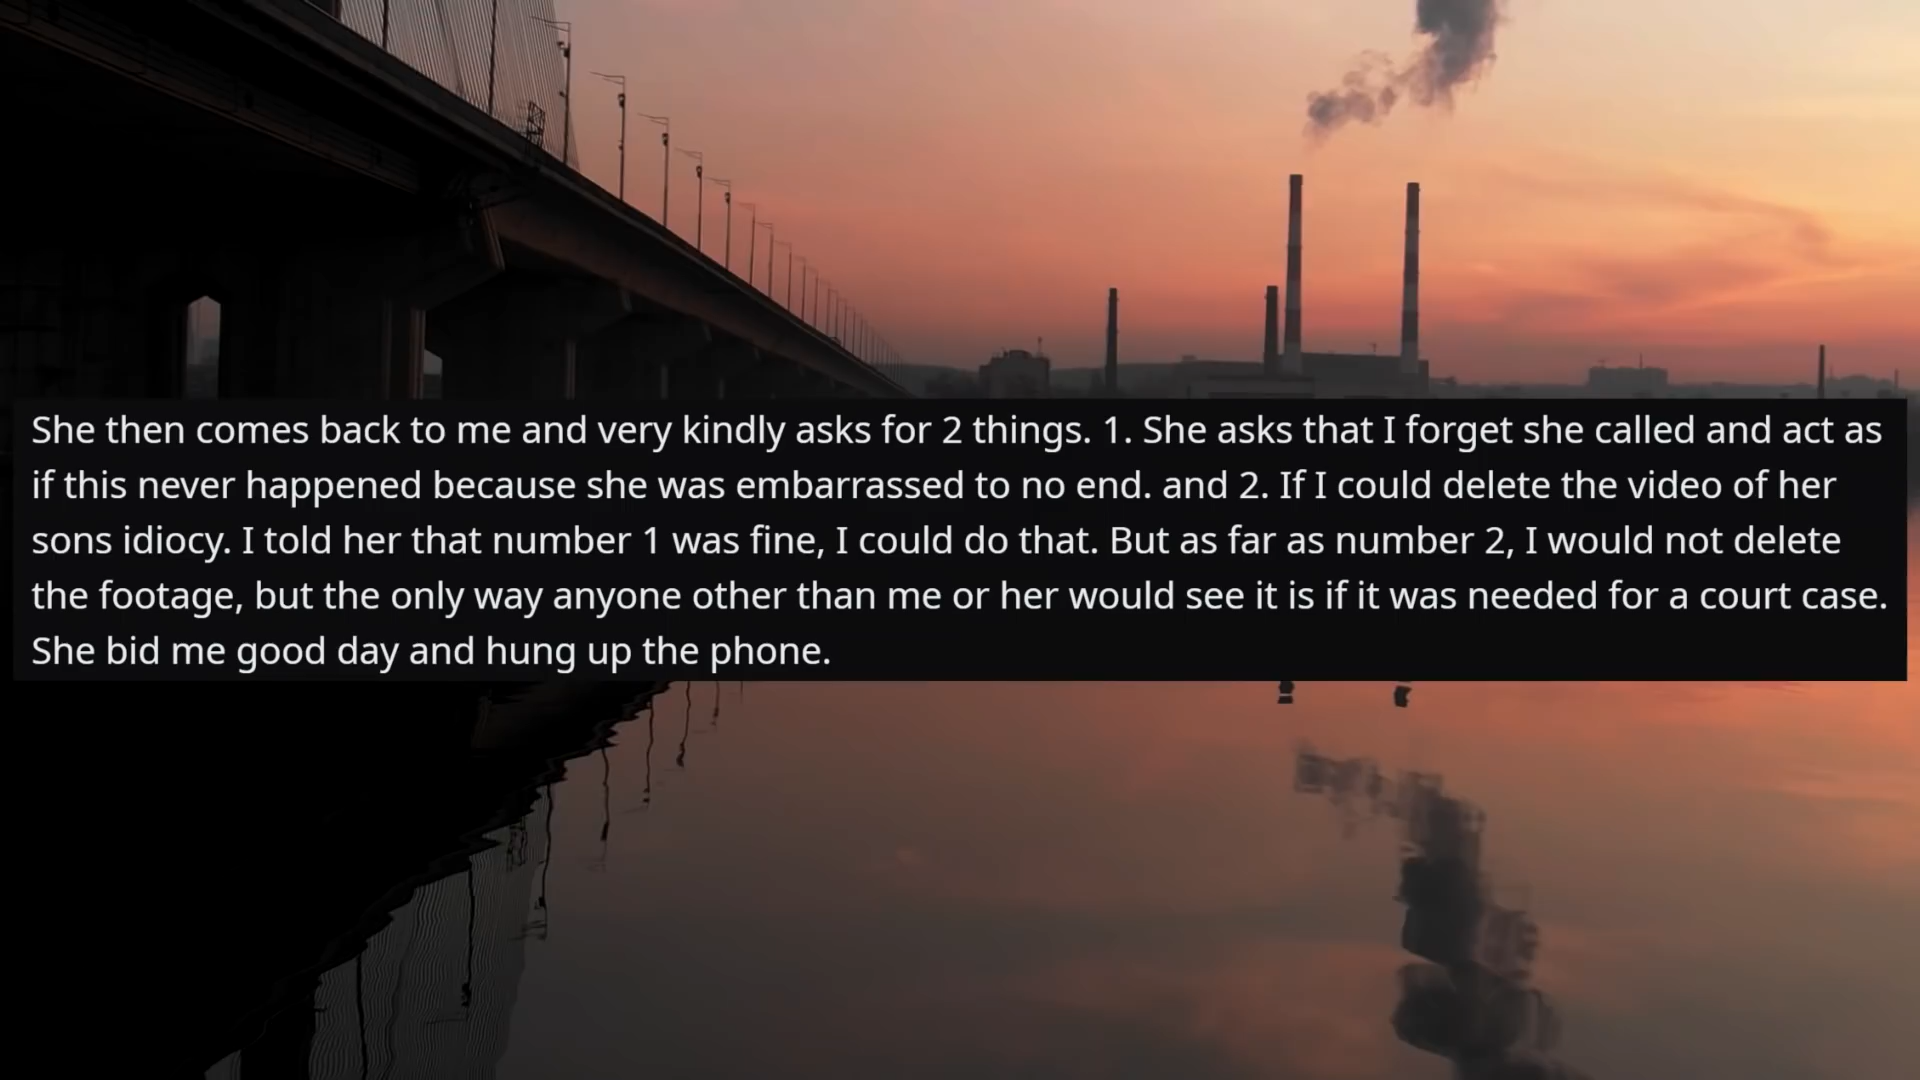 She then comes back to me and very kindly asks for 2 things. 1. She asks that I forget she called and act as
if this never happened because she was embarrassed to no end. and 2. If I could delete the video of her
sons idiocy. I told her that number 1 was fine, I could do that. But as far as number 2, I would not delete
the footage, but the only way anyone other than me or her would see it is if it was needed for a court case.
She bid me good day and hung up the phone.